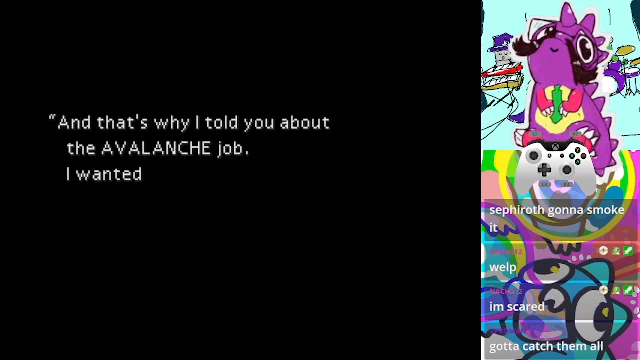 “And that's why I told you about
the AVALANCHE job.
I wanted
sephiroth gonna smoke
it
welp
im scared
gotta catch them all